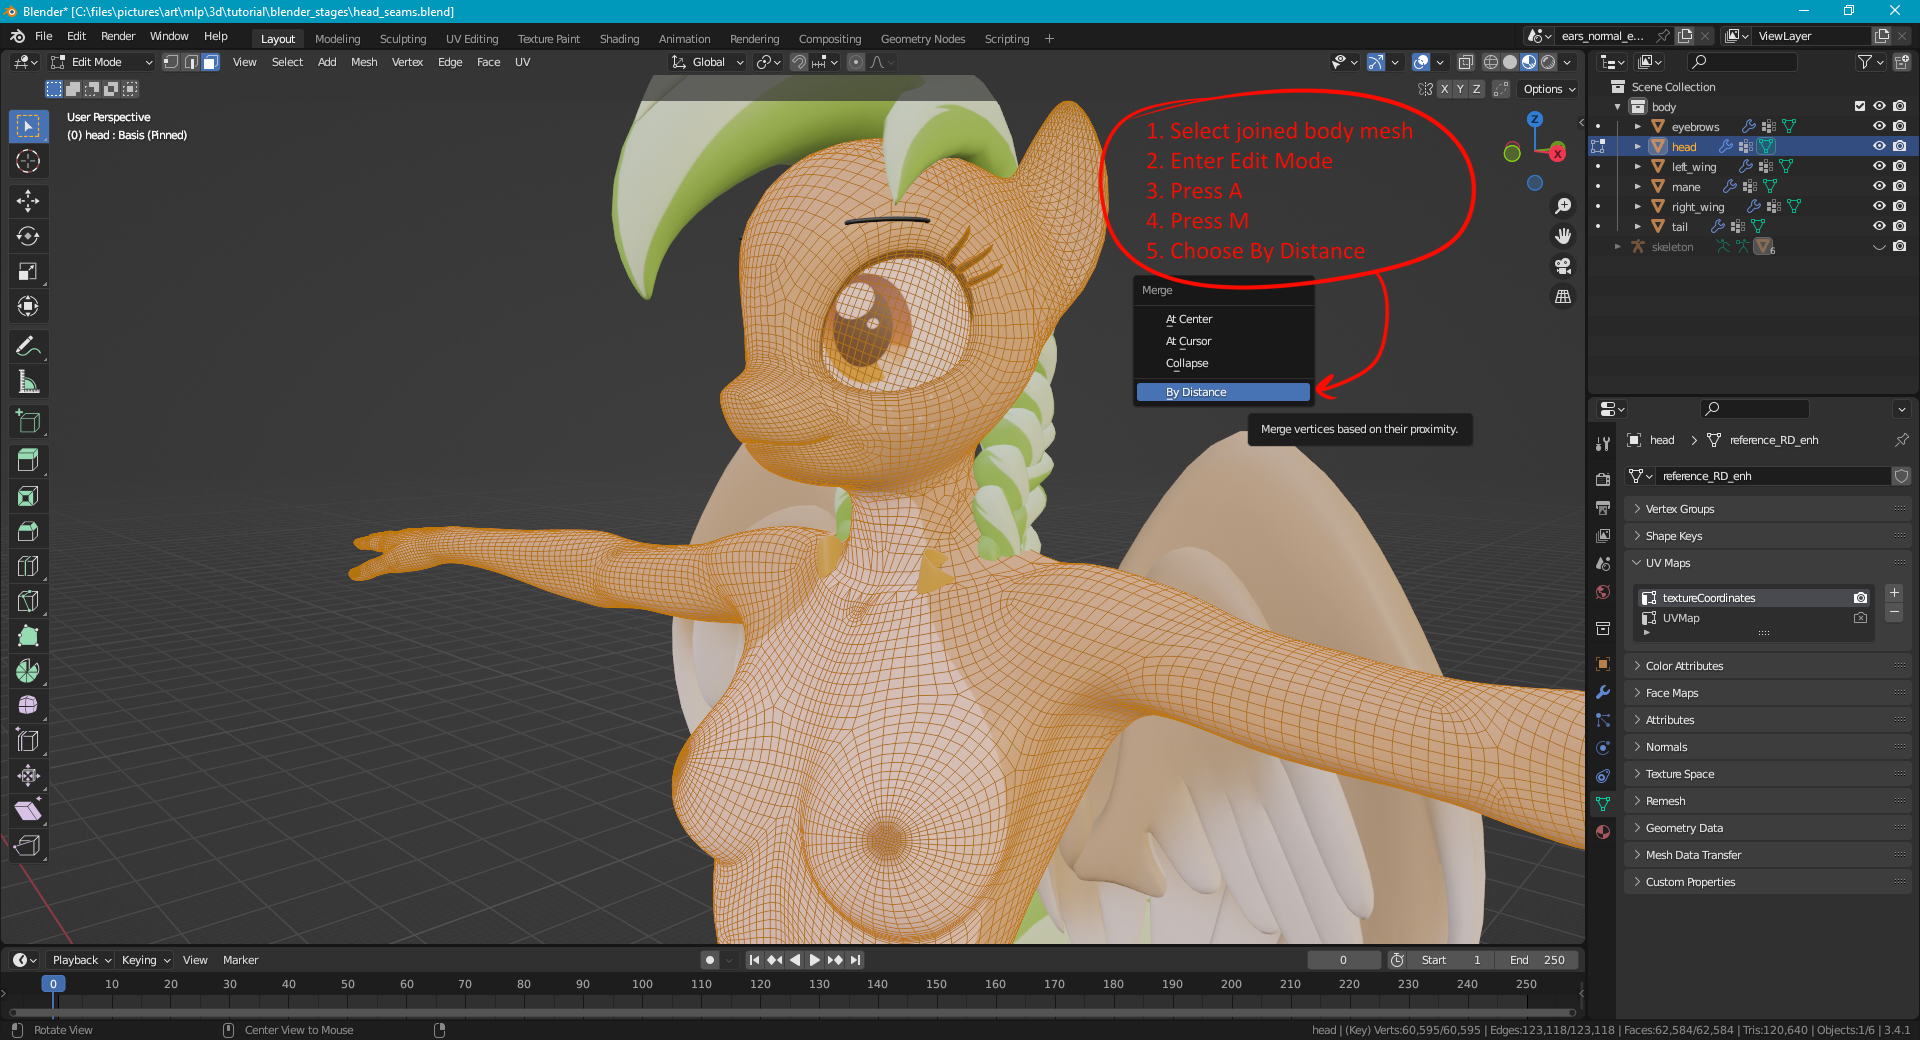 Blender* [C:\files\pictures\art\mlp\3d\tutorial\blender_stages\head_seams.blend]
File Edit Render Window Help Layout Modeling Sculpting UV Editing Texture Paint Shading Animation Rendering Compositing Geometry Nodes Scripting + ears_normal_e... ViewLayer
Edit Mode View Select Add Mesh Vertex Edge Face UV Global
X Y Z Options
User Perspective
(0) head : Basis (Pinned)
1. Select joined body mesh
2. Enter Edit Mode
3. Press A
4. Press M
5. Choose By Distance
Z
X
Merge
At Center
At Cursor
Collapse
By Distance
Merge vertices based on their proximity.
Scene Collection
body
eyebrows
head
left_wing
mane
right_wing
tail
skeleton 6
head > reference_RD_enh
reference_RD_enh
Vertex Groups
Shape Keys
UV Maps
textureCoordinates
UVMap
Color Attributes
Face Maps
Attributes
Normals
Texture Space
Remesh
Geometry Data
Mesh Data Transfer
Custom Properties
Playback Keying View Marker 0 Start 1 End 250
0 10 20 30 40 50 60 70 80 90 100 110 120 130 140 150 160 170 180 190 200 210 220 230 240 250
Rotate View Center View to Mouse head | (Key) Verts:60,595/60,595 | Edges:123,118/123,118 | Faces:62,584/62,584 | Tris:120,640 | Objects:1/6 | 3.4.1